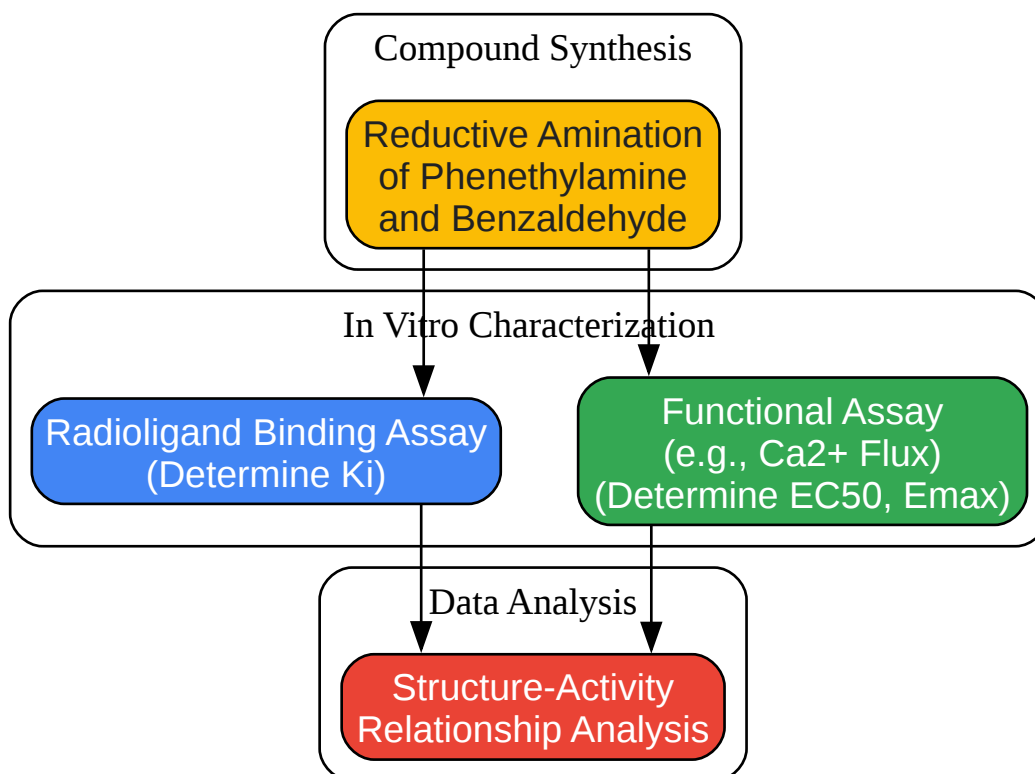 Compound Synthesis
Reductive Amination
of Phenethylamine
and Benzaldehyde
In Vitro Characterization
Radioligand Binding Assay
(Determine Ki)
Functional Assay
(e.g., Ca2+ Flux)
(Determine EC50, Emax)
Data Analysis
Structure-Activity
Relationship Analysis